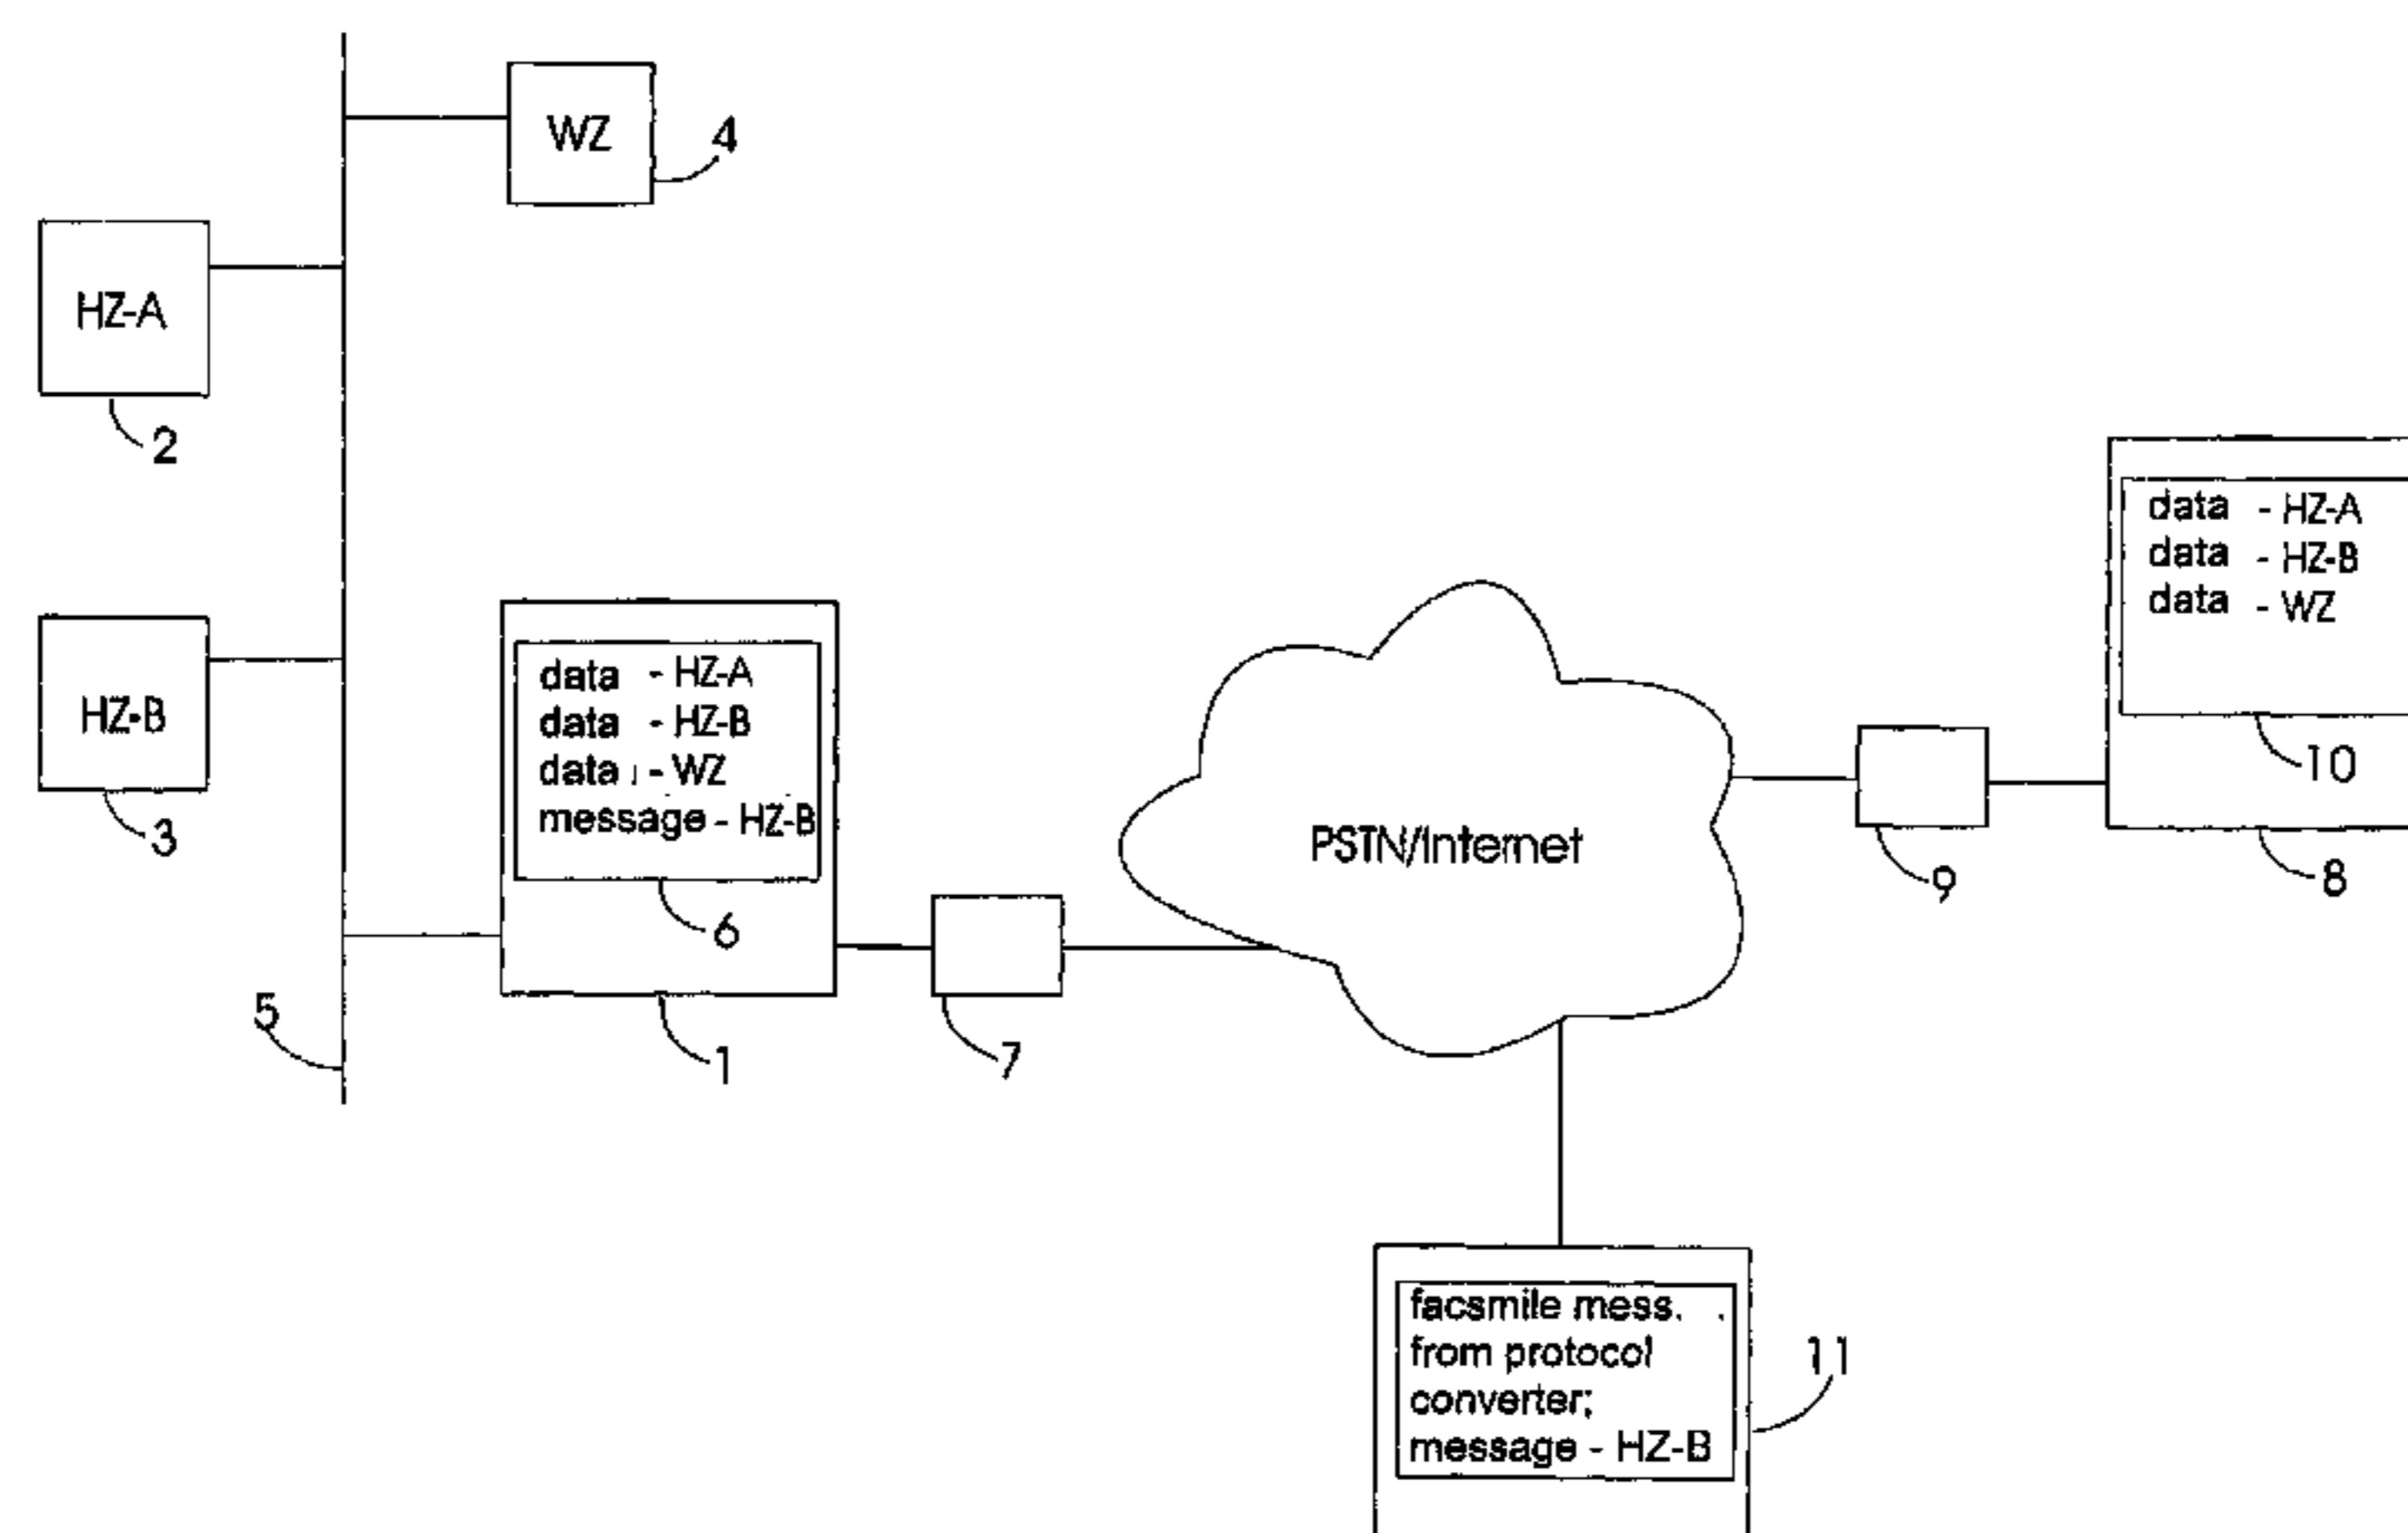 WZ
4
HZ-A
2
HZ-B
3
data - HZ-A
data - HZ-B
data - WZ
message - HZ-B
6
1
5
7
PSTN/Internet
9
data - HZ-A
data - HZ-B
data - WZ
10
8
facsmile mess.
from protocol
converter;
message - HZ-B
11